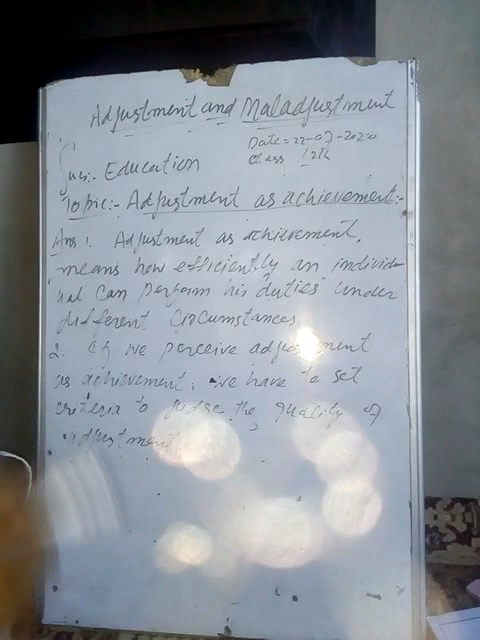 Adjustment and Maladjustment
Date = 22-07-2020
Class 12th
Sub:- Education
Topic:- Adjustment as achievement:-
Ans 1. Adjustment as achievement,
means how efficiently an individ-
ual can perform his duties under
different circumstances
2. If we perceive adjustment
as achievement, we have to set
criteria to judge the quality of
adjustment